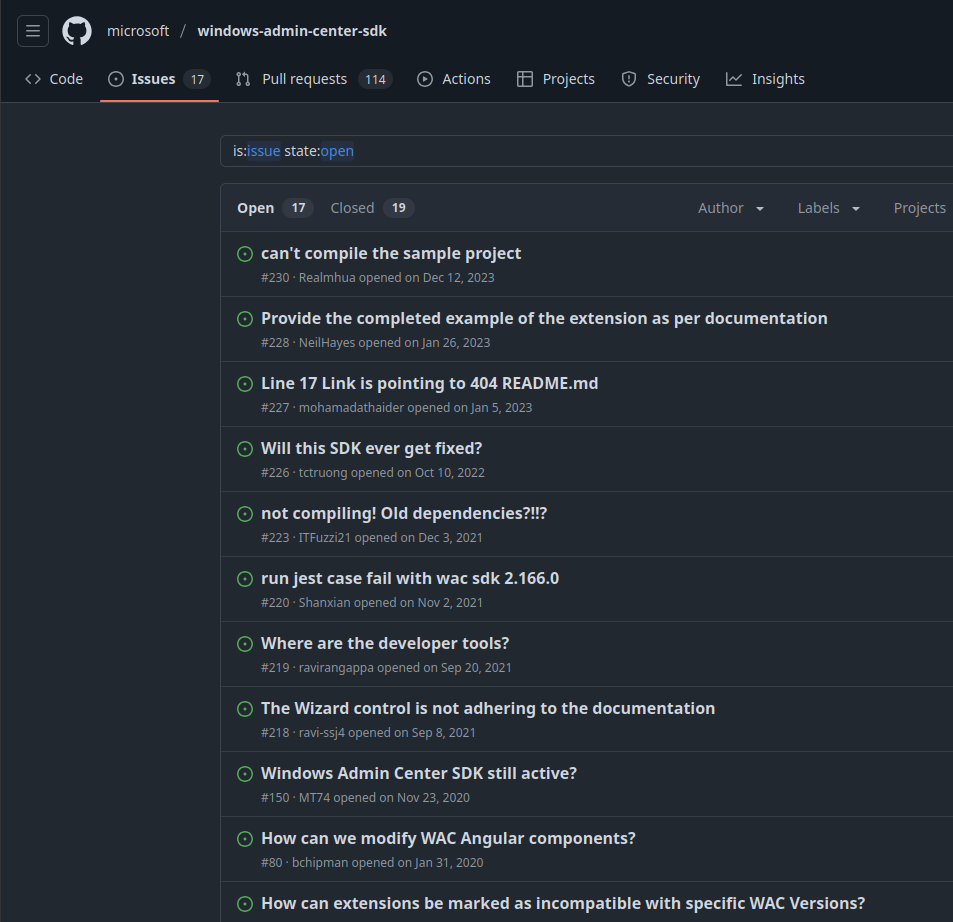 microsoft / windows-admin-center-sdk
Code Issues 17 Pull requests 114 Actions Projects Security Insights
is:issue state:open
Open 17 Closed 19 Author Labels Projects
can't compile the sample project
#230 · Realmhua opened on Dec 12, 2023
Provide the completed example of the extension as per documentation
#228 · NeilHayes opened on Jan 26, 2023
Line 17 Link is pointing to 404 README.md
#227 · mohamadathaider opened on Jan 5, 2023
Will this SDK ever get fixed?
#226 · tctruong opened on Oct 10, 2022
not compiling! Old dependencies?!!?
#223 · ITFuzzi21 opened on Dec 3, 2021
run jest case fail with wac sdk 2.166.0
#220 · Shanxian opened on Nov 2, 2021
Where are the developer tools?
#219 · ravirangappa opened on Sep 20, 2021
The Wizard control is not adhering to the documentation
#218 · ravi-ssj4 opened on Sep 8, 2021
Windows Admin Center SDK still active?
#150 · MT74 opened on Nov 23, 2020
How can we modify WAC Angular components?
#80 · bchipman opened on Jan 31, 2020
How can extensions be marked as incompatible with specific WAC Versions?